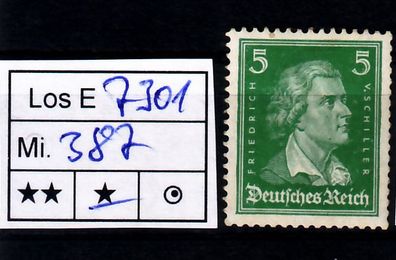 Los E 7301
Mi. 387
★★ ★ ⊙
5 5
FRIEDRICH
V. SCHILLER
Deutsches Reich